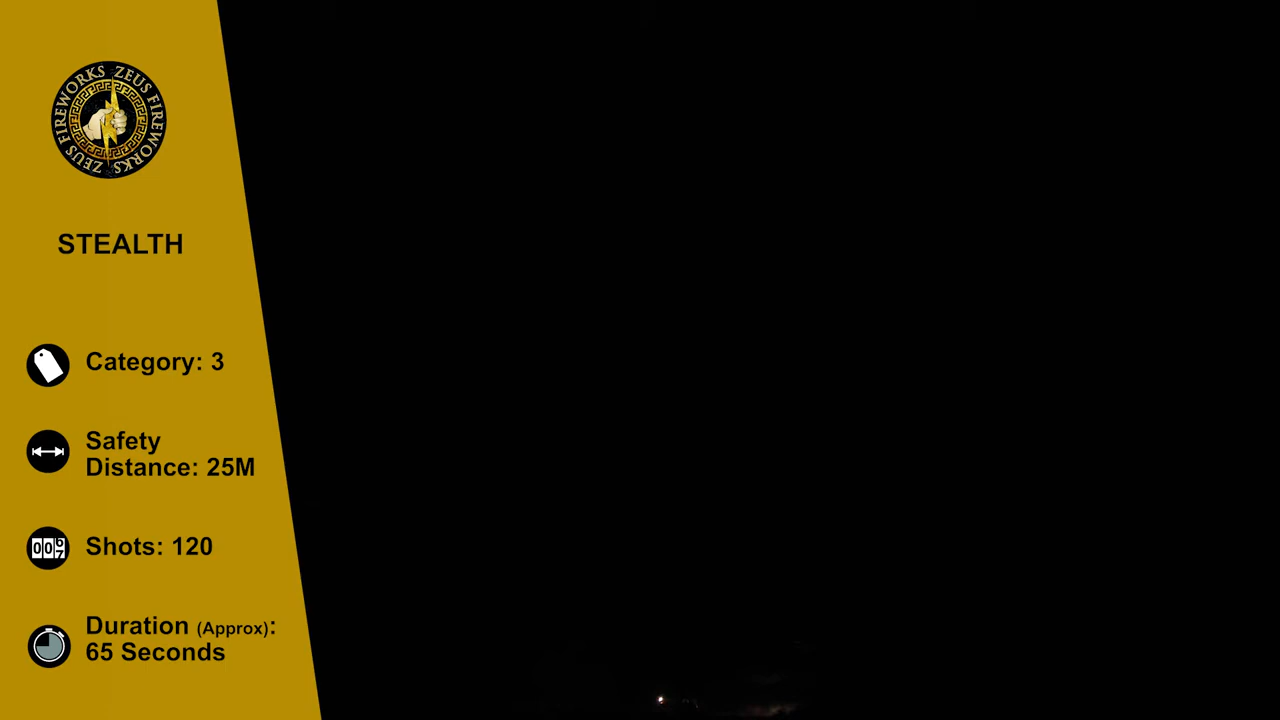 ZEUS FIREWORKS ZEUS FIREWORKS
STEALTH
Category: 3
Safety
Distance: 25M
Shots: 120
Duration (Approx):
65 Seconds